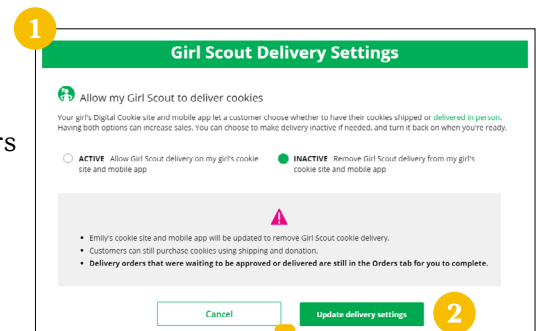 1
Girl Scout Delivery Settings
Allow my Girl Scout to deliver cookies
Your girl's Digital Cookie site and mobile app let a customer choose whether to have their cookies shipped or delivered in person.
Having both options can increase sales. You can choose to make delivery inactive if needed, and turn it back on when you're ready.
rs
ACTIVE Allow Girl Scout delivery on my girl's cookie
site and mobile app
INACTIVE Remove Girl Scout delivery from my girl's
cookie site and mobile app
• Emily's cookie site and mobile app will be updated to remove Girl Scout cookie delivery.
• Customers can still purchase cookies using shipping and donation.
• Delivery orders that were waiting to be approved or delivered are still in the Orders tab for you to complete.
Cancel
Update delivery settings
2